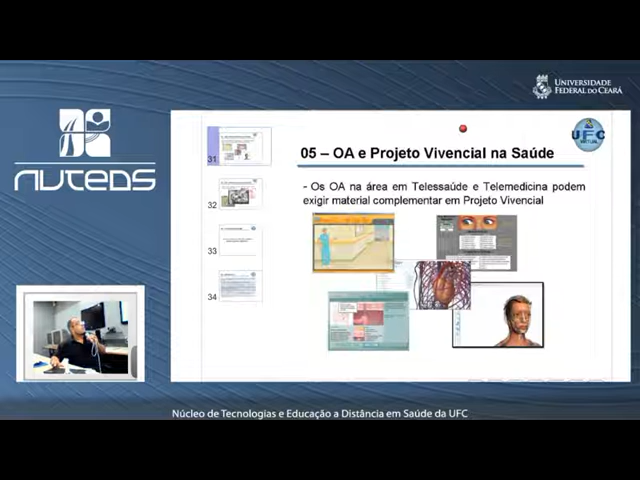 UNIVERSIDADE
FEDERAL DO CEARÁ
NUTEDS
UFC
VIRTUAL
05 – OA e Projeto Vivencial na Saúde
- Os OA na área em Telessaúde e Telemedicina podem
exigir material complementar em Projeto Vivencial
31
32
33
34
Núcleo de Tecnologias e Educação a Distância em Saúde da UFC